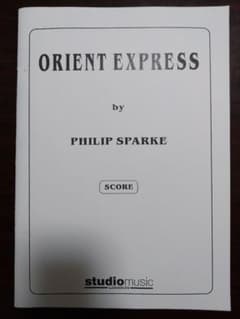 ORIENT EXPRESS
by
PHILIP SPARKE
SCORE
studiomusic